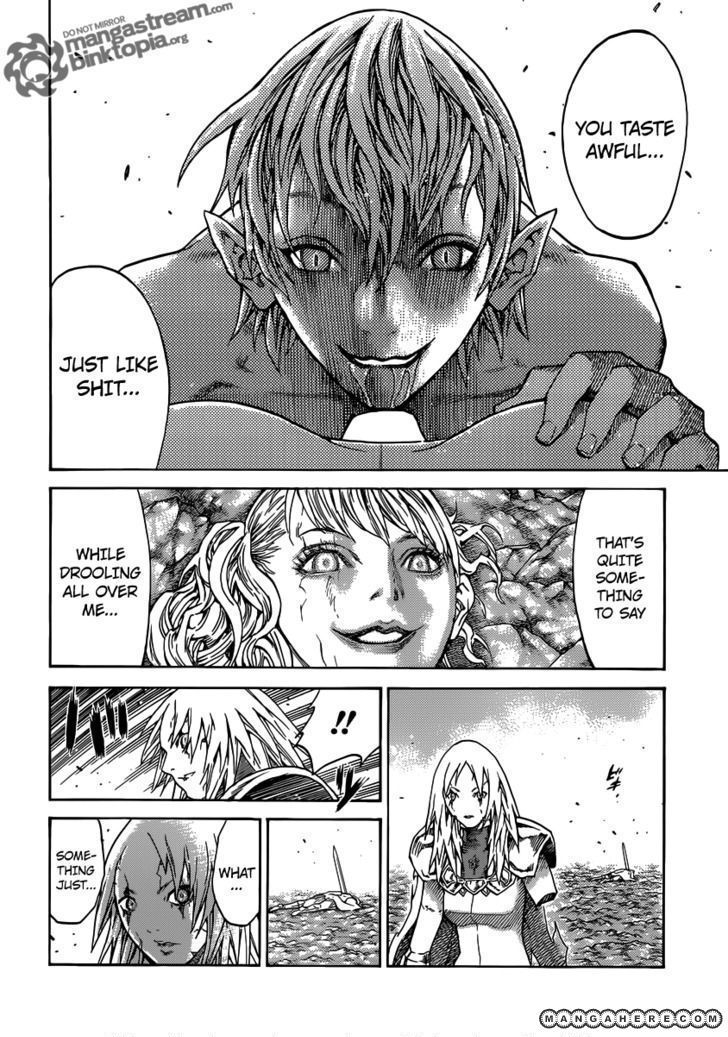 DO NOT MIRROR
mangastream.com
binktopia.org
YOU TASTE
AWFUL...
JUST LIKE
SHIT...
THAT'S
QUITE
SOME-
THING
TO SAY
WHILE
DROOLING
ALL OVER
ME...
!!
WHAT
...
SOME-
THING
JUST...
MANGAHERE.COM